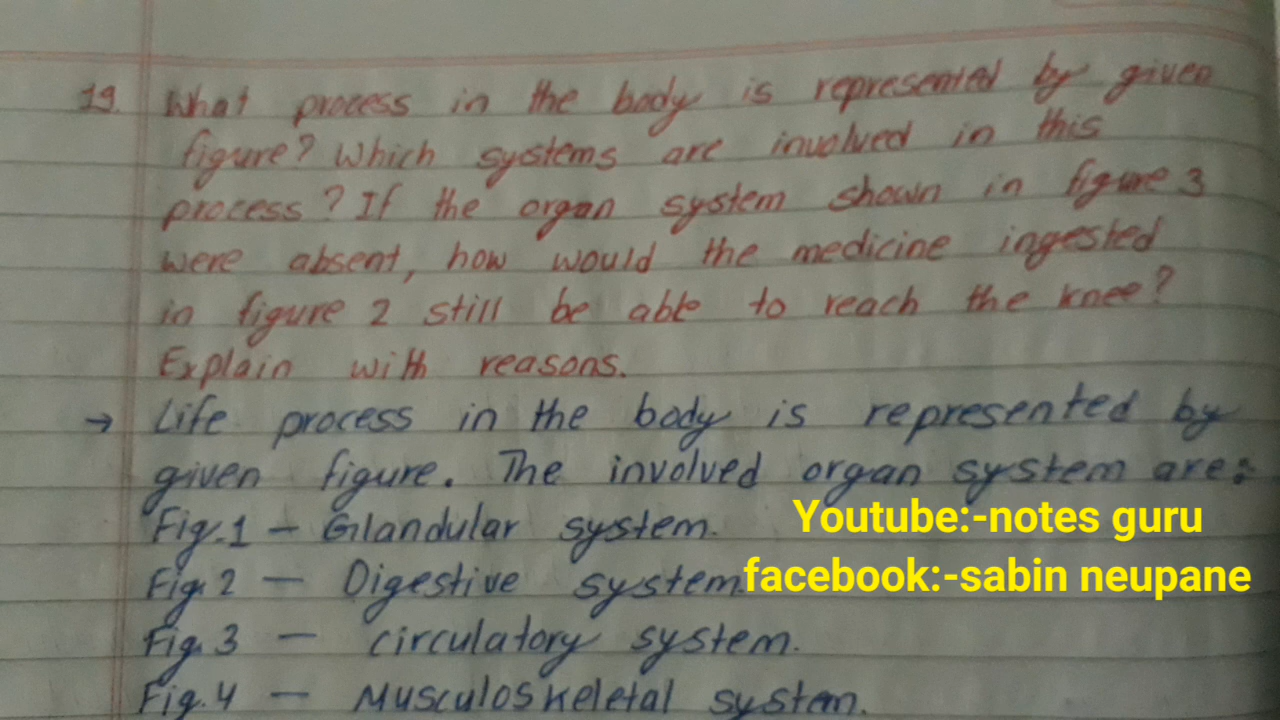 19. What process in the body is represented by given
figure? Which systems are involved in this
process? If the organ system shown in figure 3
were absent, how would the medicine ingested
in figure 2 still be able to reach the knee?
Explain with reasons.
→ Life process in the body is represented by
given figure. The involved organ system are:
Fig.1 – Glandular system.
Fig. 2 – Digestive system.
Fig. 3 – circulatory system.
Fig. 4 – Musculoskeletal system.
Youtube:-notes guru
facebook:-sabin neupane